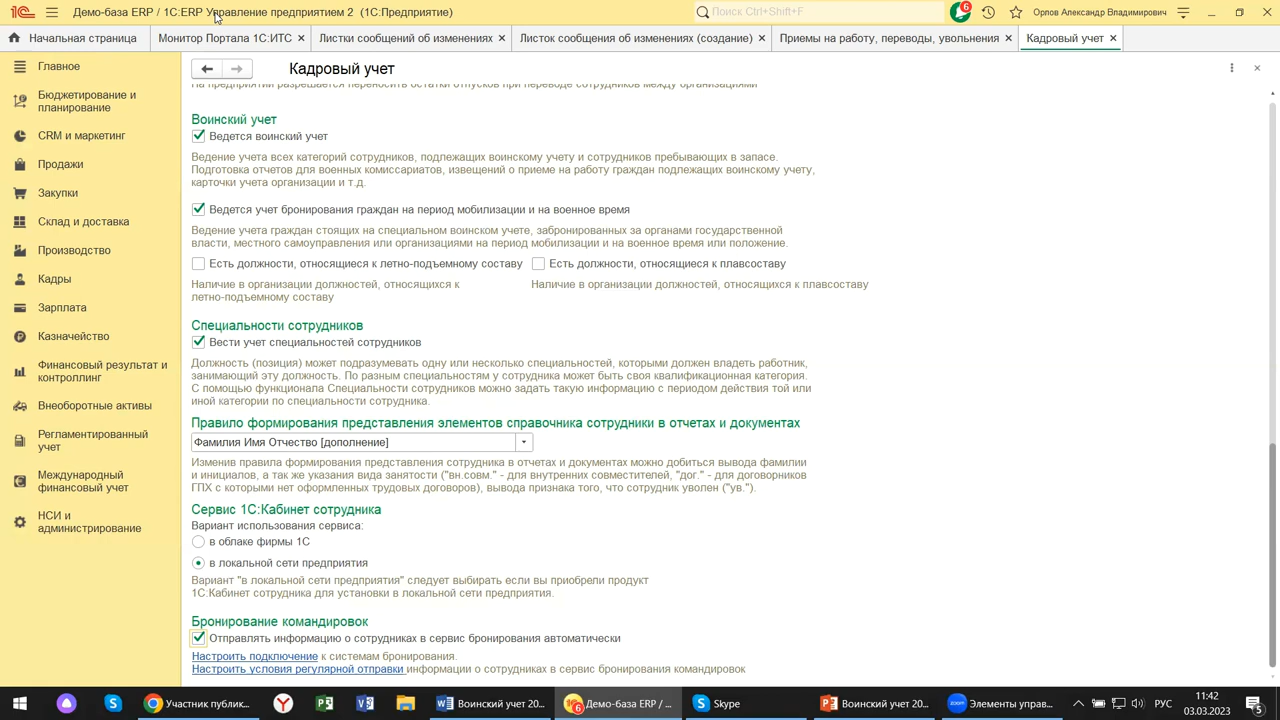 Демо-база ERP / 1С:ERP Управление предприятием 2 (1С:Предприятие)
Поиск Ctrl+Shift+F
6
Орлов Александр Владимирович
Начальная страница
Монитор Портала 1С:ИТС
Листки сообщений об изменениях
Листок сообщения об изменениях (создание)
Приемы на работу, переводы, увольнения
Кадровый учет
Главное
Бюджетирование и планирование
CRM и маркетинг
Продажи
Закупки
Склад и доставка
Производство
Кадры
Зарплата
Казначейство
Финансовый результат и контроллинг
Внеоборотные активы
Регламентированный учет
Международный финансовый учет
НСИ и администрирование
Кадровый учет
На предприятии разрешается переносить остатки отпусков при переводе сотрудников между организациями
Воинский учет
Ведется воинский учет
Ведение учета всех категорий сотрудников, подлежащих воинскому учету и сотрудников пребывающих в запасе.
Подготовка отчетов для военных комиссариатов, извещений о приеме на работу граждан подлежащих воинскому учету,
карточки учета организации и т.д.
Ведется учет бронирования граждан на период мобилизации и на военное время
Ведение учета граждан стоящих на специальном воинском учете, забронированных за органами государственной
власти, местного самоуправления или организациями на период мобилизации и на военное время или положение.
Есть должности, относящиеся к летно-подъемному составу
Есть должности, относящиеся к плавсоставу
Наличие в организации должностей, относящихся к
летно-подъемному составу
Наличие в организации должностей, относящихся к плавсоставу
Специальности сотрудников
Вести учет специальностей сотрудников
Должность (позиция) может подразумевать одну или несколько специальностей, которыми должен владеть работник,
занимающий эту должность. По разным специальностям у сотрудника может быть своя квалификационная категория.
С помощью функционала Специальности сотрудников можно задать такую информацию с периодом действия той или
иной категории по специальности сотрудника.
Правило формирования представления элементов справочника сотрудники в отчетах и документах
Фамилия Имя Отчество [дополнение]
Изменив правила формирования представления сотрудника в отчетах и документах можно добиться вывода фамилии
и инициалов, а так же указания вида занятости ("вн.совм." - для внутренних совместителей, "дог." - для договорников
ГПХ с которыми нет оформленных трудовых договоров), вывода признака того, что сотрудник уволен ("ув.").
Сервис 1С:Кабинет сотрудника
Вариант использования сервиса:
в облаке фирмы 1С
в локальной сети предприятия
Вариант "в локальной сети предприятия" следует выбирать если вы приобрели продукт
1С:Кабинет сотрудника для установки в локальной сети предприятия.
Бронирование командировок
Отправлять информацию о сотрудниках в сервис бронирования автоматически
Настроить подключение к системам бронирования.
Настроить условия регулярной отправки информации о сотрудниках в сервис бронирования командировок
Участник публик...
Воинский учет 20...
6
Демо-база ERP / ...
Skype
Воинский учет 20...
zoom
Элементы управ...
РУС
11:42
03.03.2023
5